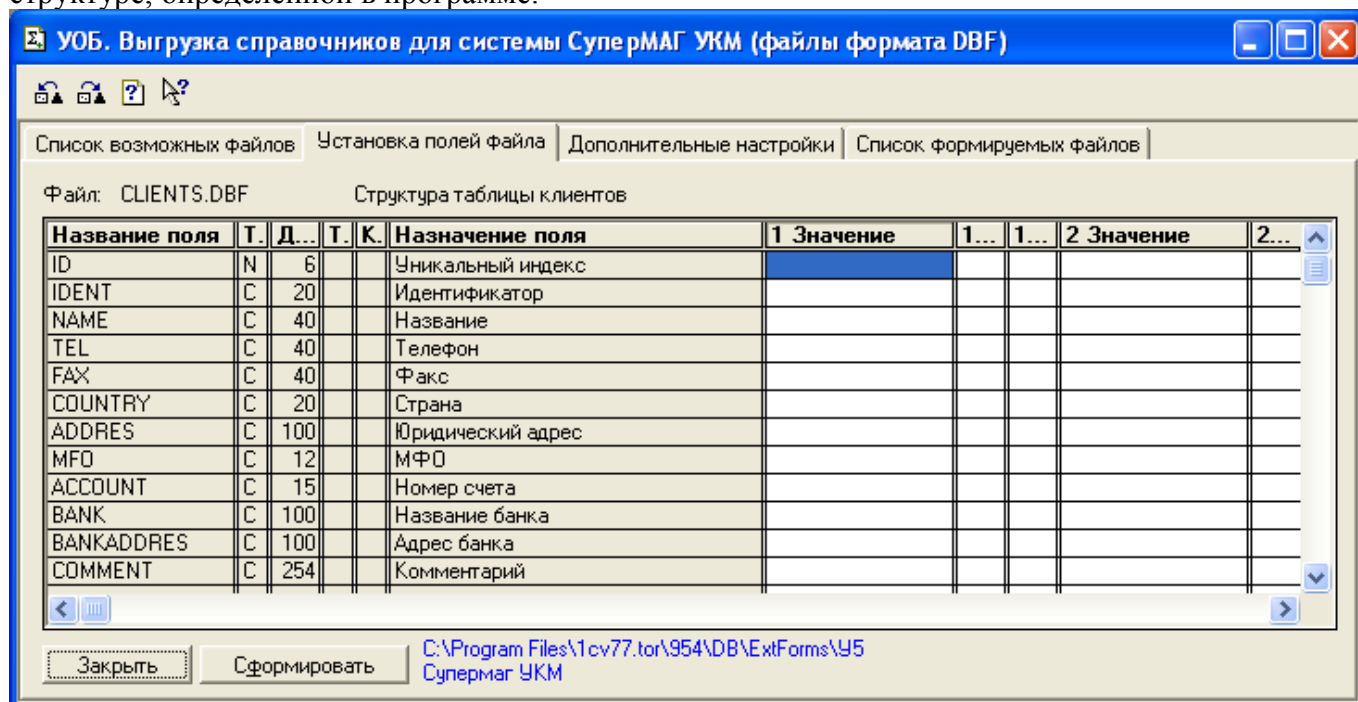 структуре, определенной в программе.
УОБ. Выгрузка справочников для системы СуперМАГ УКМ (файлы формата DBF)
Список возможных файлов Установка полей файла Дополнительные настройки Список формируемых файлов
Файл: CLIENTS.DBF Структура таблицы клиентов
Название поля Т. Д... Т. К. Назначение поля 1 Значение 1... 1... 2 Значение 2...
ID N 6 Уникальный индекс
IDENT C 20 Идентификатор
NAME C 40 Название
TEL C 40 Телефон
FAX C 40 Факс
COUNTRY C 20 Страна
ADDRES C 100 Юридический адрес
MFO C 12 МФО
ACCOUNT C 15 Номер счета
BANK C 100 Название банка
BANKADDRES C 100 Адрес банка
COMMENT C 254 Комментарий
Закрыть Сформировать C:\Program Files\1cv77.tor\954\DB\ExtForms\У5
Супермаг УКМ